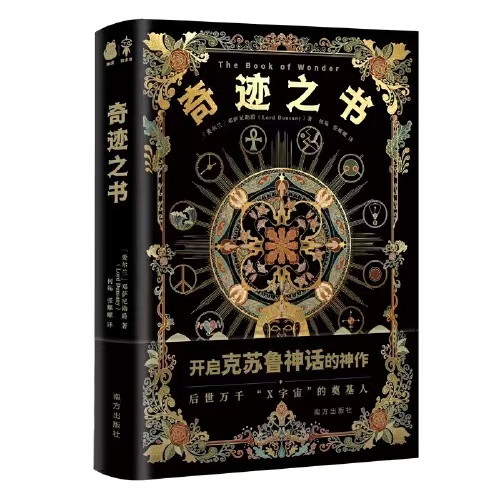 The Book of Wonder
奇迹之书
〔爱尔兰〕邓萨尼勋爵（Lord Dunsany）著
开启克苏鲁神话的神作
后世万千“X宇宙”的奠基人
南方出版社
奇迹之书
〔爱尔兰〕邓萨尼勋爵
（Lord Dunsany）著
译
南方出版社